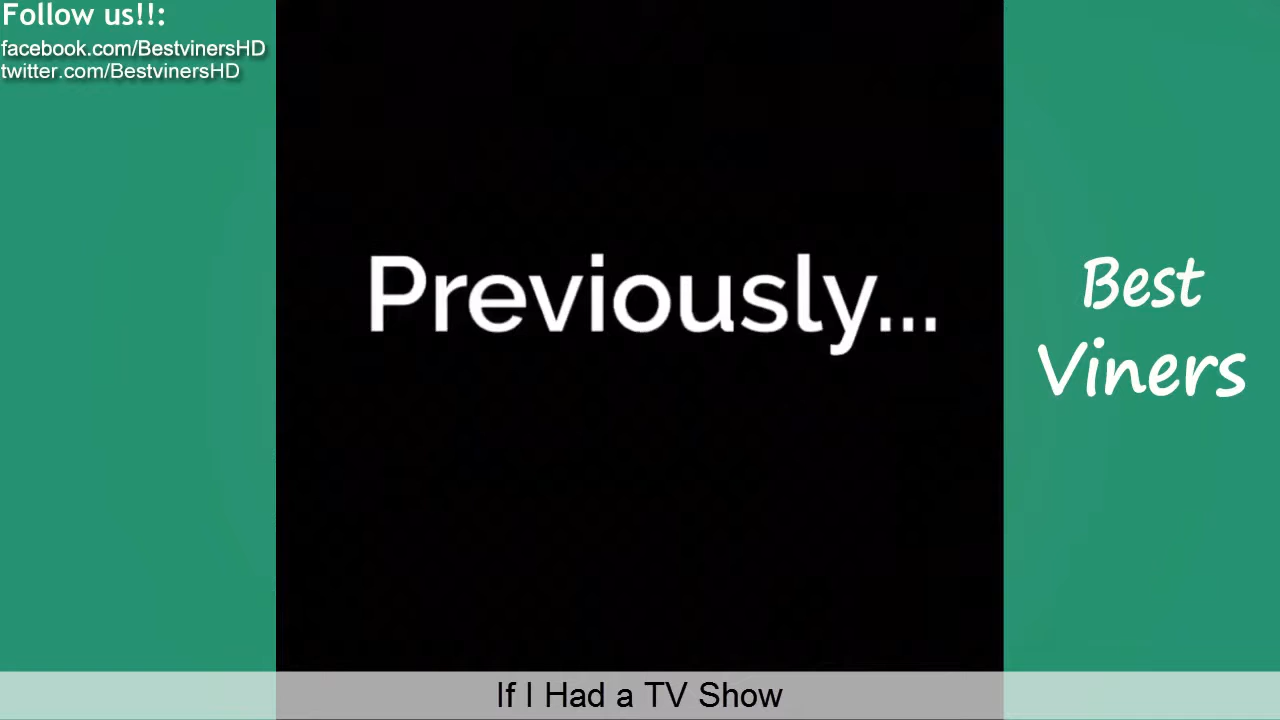 Follow us!!:
facebook.com/BestvinersHD
twitter.com/BestvinersHD
Previously...
Best
Viners
If I Had a TV Show